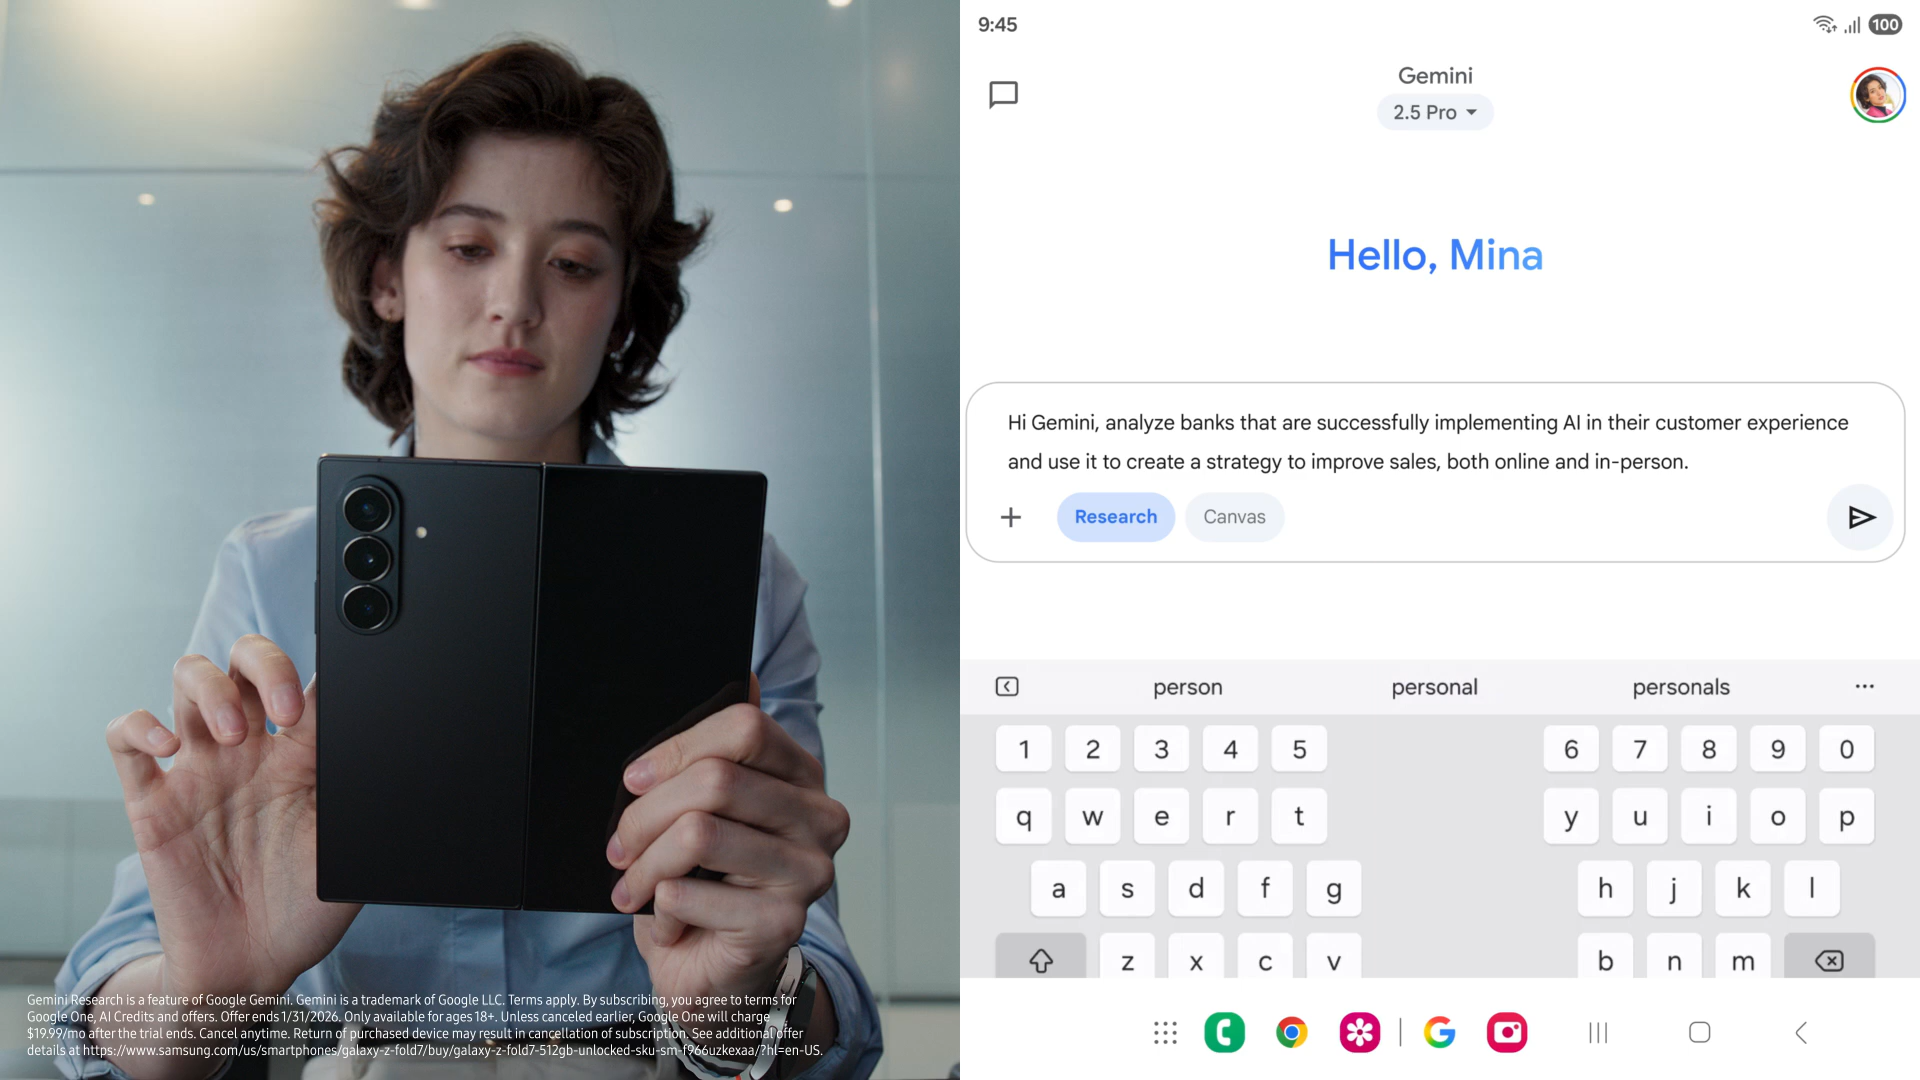 9:45
100
Gemini
2.5 Pro
Hello, Mina
Hi Gemini, analyze banks that are successfully implementing AI in their customer experience
and use it to create a strategy to improve sales, both online and in-person.
Research
Canvas
person
personal
personals
1 2 3 4 5 6 7 8 9 0
q w e r t y u i o p
a s d f g h j k l
z x c v b n m
Gemini Research is a feature of Google Gemini. Gemini is a trademark of Google LLC. Terms apply. By subscribing, you agree to terms for
Google One, AI Credits and offers. Offer ends 1/31/2026. Only available for ages 18+. Unless canceled earlier, Google One will charge
$19.99/mo after the trial ends. Cancel anytime. Return of purchased device may result in cancellation of subscription. See additional offer
details at https://www.samsung.com/us/smartphones/galaxy-z-fold7/buy/galaxy-z-fold7-512gb-unlocked-sku-sm-f966uzkexaa/?hl=en-US.